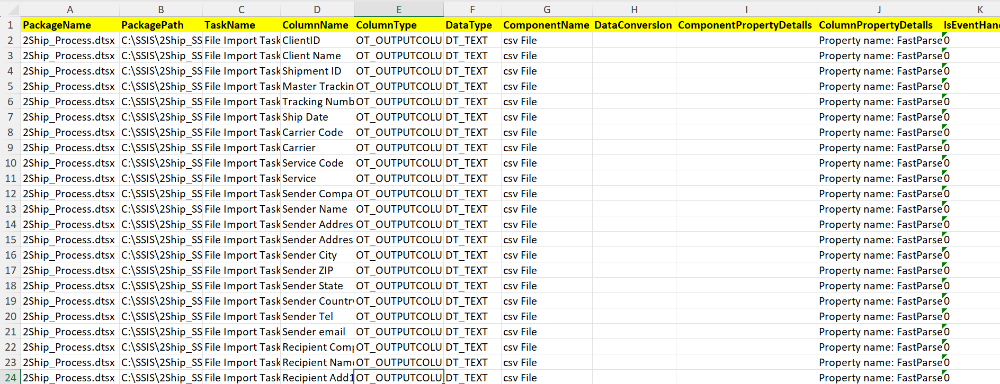 A B C D E F G H I J K
1 PackageName PackagePath TaskName ColumnName ColumnType DataType ComponentName DataConversion ComponentPropertyDetails ColumnPropertyDetails isEventHan
2 2Ship_Process.dtsx C:\SSIS\2Ship_SS File Import Task ClientID OT_OUTPUTCOLU DT_TEXT csv File Property name: FastParse 0
3 2Ship_Process.dtsx C:\SSIS\2Ship_SS File Import Task Client Name OT_OUTPUTCOLU DT_TEXT csv File Property name: FastParse 0
4 2Ship_Process.dtsx C:\SSIS\2Ship_SS File Import Task Shipment ID OT_OUTPUTCOLU DT_TEXT csv File Property name: FastParse 0
5 2Ship_Process.dtsx C:\SSIS\2Ship_SS File Import Task Master Trackin OT_OUTPUTCOLU DT_TEXT csv File Property name: FastParse 0
6 2Ship_Process.dtsx C:\SSIS\2Ship_SS File Import Task Tracking Numb OT_OUTPUTCOLU DT_TEXT csv File Property name: FastParse 0
7 2Ship_Process.dtsx C:\SSIS\2Ship_SS File Import Task Ship Date OT_OUTPUTCOLU DT_TEXT csv File Property name: FastParse 0
8 2Ship_Process.dtsx C:\SSIS\2Ship_SS File Import Task Carrier Code OT_OUTPUTCOLU DT_TEXT csv File Property name: FastParse 0
9 2Ship_Process.dtsx C:\SSIS\2Ship_SS File Import Task Carrier OT_OUTPUTCOLU DT_TEXT csv File Property name: FastParse 0
10 2Ship_Process.dtsx C:\SSIS\2Ship_SS File Import Task Service Code OT_OUTPUTCOLU DT_TEXT csv File Property name: FastParse 0
11 2Ship_Process.dtsx C:\SSIS\2Ship_SS File Import Task Service OT_OUTPUTCOLU DT_TEXT csv File Property name: FastParse 0
12 2Ship_Process.dtsx C:\SSIS\2Ship_SS File Import Task Sender Compa OT_OUTPUTCOLU DT_TEXT csv File Property name: FastParse 0
13 2Ship_Process.dtsx C:\SSIS\2Ship_SS File Import Task Sender Name OT_OUTPUTCOLU DT_TEXT csv File Property name: FastParse 0
14 2Ship_Process.dtsx C:\SSIS\2Ship_SS File Import Task Sender Addres OT_OUTPUTCOLU DT_TEXT csv File Property name: FastParse 0
15 2Ship_Process.dtsx C:\SSIS\2Ship_SS File Import Task Sender Addres OT_OUTPUTCOLU DT_TEXT csv File Property name: FastParse 0
16 2Ship_Process.dtsx C:\SSIS\2Ship_SS File Import Task Sender City OT_OUTPUTCOLU DT_TEXT csv File Property name: FastParse 0
17 2Ship_Process.dtsx C:\SSIS\2Ship_SS File Import Task Sender ZIP OT_OUTPUTCOLU DT_TEXT csv File Property name: FastParse 0
18 2Ship_Process.dtsx C:\SSIS\2Ship_SS File Import Task Sender State OT_OUTPUTCOLU DT_TEXT csv File Property name: FastParse 0
19 2Ship_Process.dtsx C:\SSIS\2Ship_SS File Import Task Sender Country OT_OUTPUTCOLU DT_TEXT csv File Property name: FastParse 0
20 2Ship_Process.dtsx C:\SSIS\2Ship_SS File Import Task Sender Tel OT_OUTPUTCOLU DT_TEXT csv File Property name: FastParse 0
21 2Ship_Process.dtsx C:\SSIS\2Ship_SS File Import Task Sender email OT_OUTPUTCOLU DT_TEXT csv File Property name: FastParse 0
22 2Ship_Process.dtsx C:\SSIS\2Ship_SS File Import Task Recipient Comp OT_OUTPUTCOLU DT_TEXT csv File Property name: FastParse 0
23 2Ship_Process.dtsx C:\SSIS\2Ship_SS File Import Task Recipient Name OT_OUTPUTCOLU DT_TEXT csv File Property name: FastParse 0
24 2Ship_Process.dtsx C:\SSIS\2Ship_SS File Import Task Recipient Add1 OT_OUTPUTCOLU DT_TEXT csv File Property name: FastParse 0